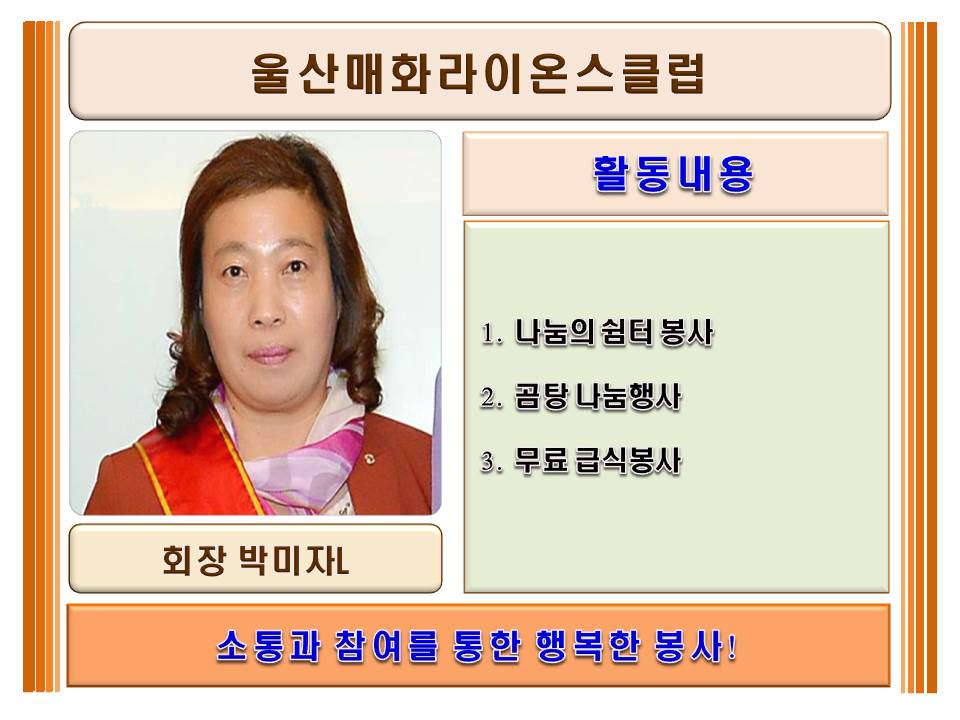 울산매화라이온스클럽
활동내용
1. 나눔의 쉼터 봉사
2. 곰탕 나눔행사
3. 무료 급식봉사
회장 박미자L
소통과 참여를 통한 행복한 봉사!